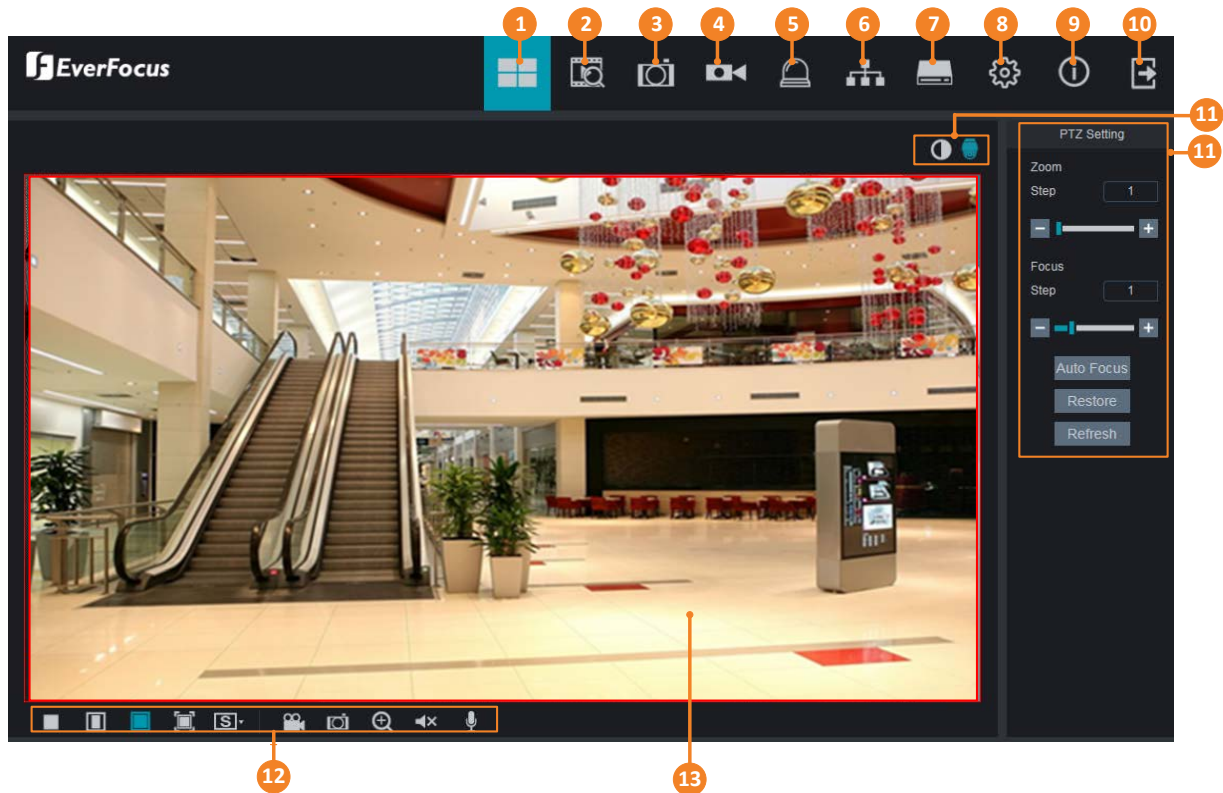 1 2 3 4 5 6 7 8 9 10
EverFocus
11
PTZ Setting
11
Zoom
Step 1
Focus
Step 1
Auto Focus
Restore
Refresh
S
12
13